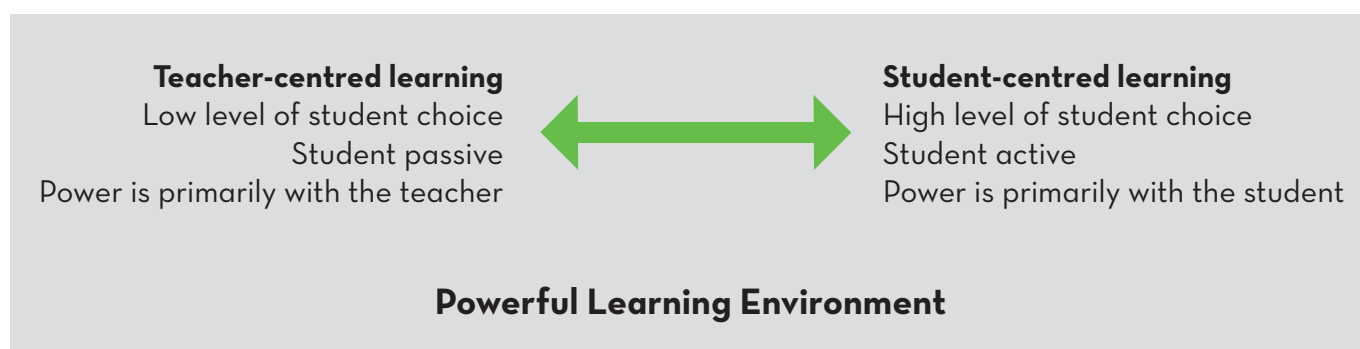 Teacher-centred learning
Low level of student choice
Student passive
Power is primarily with the teacher
Student-centred learning
High level of student choice
Student active
Power is primarily with the student
Powerful Learning Environment